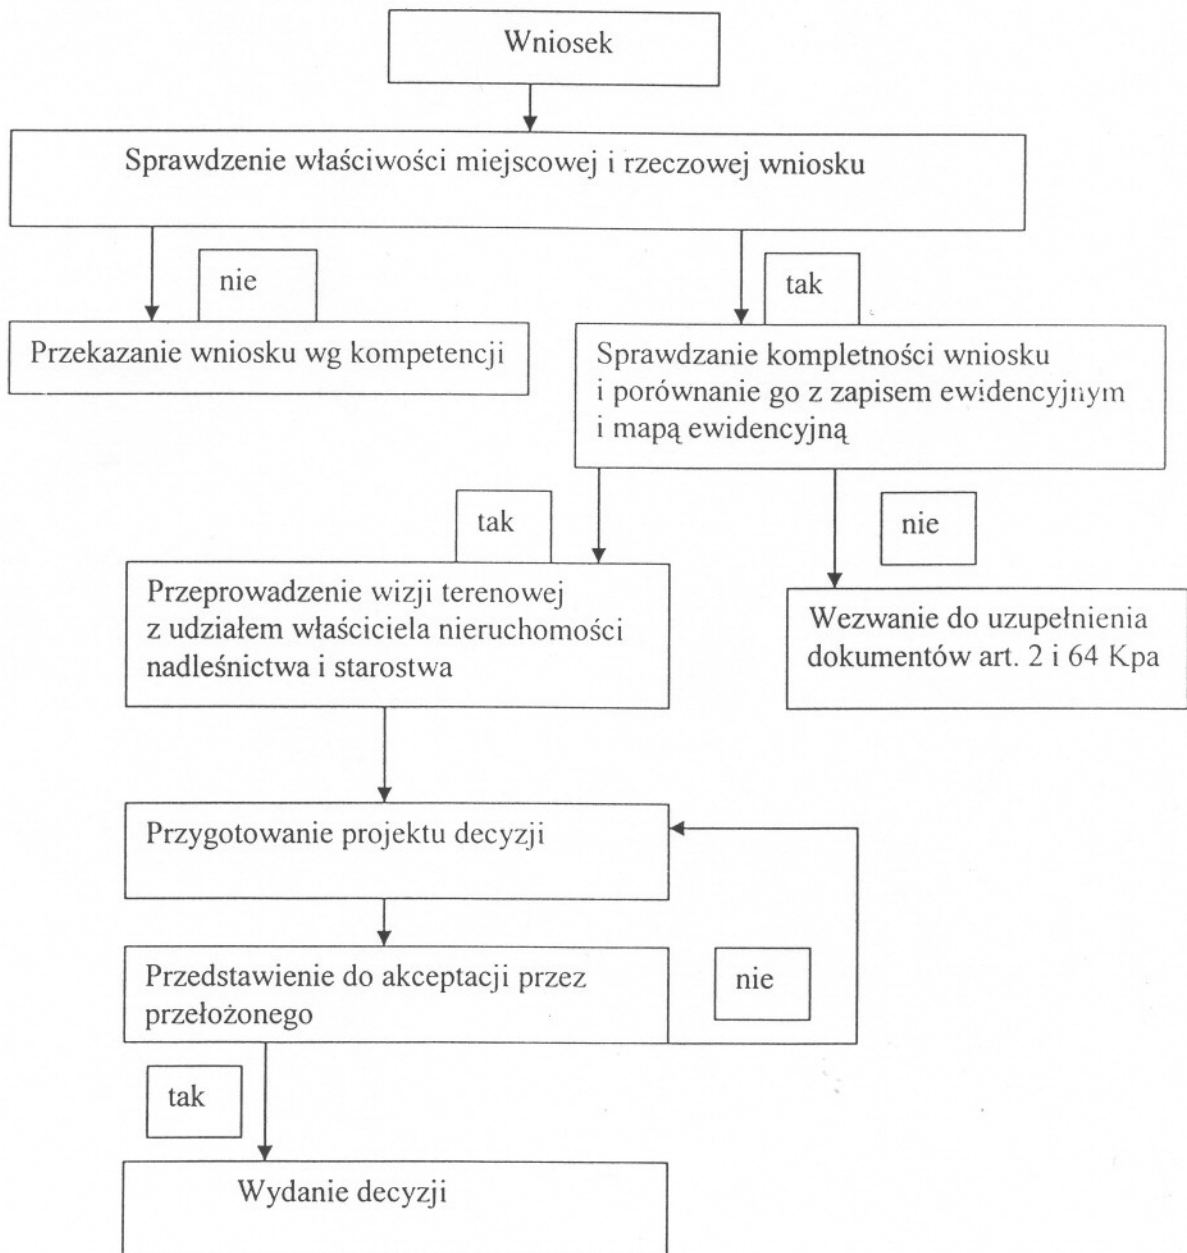 Wniosek
Sprawdzenie właściwości miejscowej i rzeczowej wniosku
nie
tak
Przekazanie wniosku wg kompetencji
Sprawdzanie kompletności wniosku
i porównanie go z zapisem ewidencyjnym
i mapą ewidencyjną
tak
nie
Przeprowadzenie wizji terenowej
z udziałem właściciela nieruchomości
nadleśnictwa i starostwa
Wezwanie do uzupełnienia
dokumentów art. 2 i 64 Kpa
Przygotowanie projektu decyzji
Przedstawienie do akceptacji przez
przełożonego
nie
tak
Wydanie decyzji